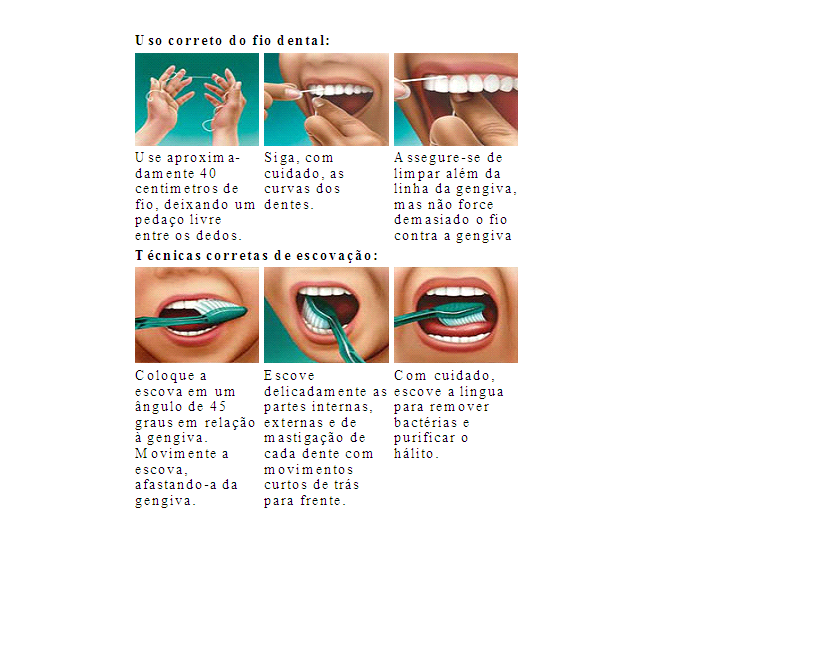 Uso correto do fio dental:
Use aproxima-
damente 40
centimetros de
fio, deixando um
pedaço livre
entre os dedos.
Siga, com
cuidado, as
curvas dos
dentes.
Assegure-se de
limpar além da
linha da gengiva,
mas não force
demasiado o fio
contra a gengiva
Técnicas corretas de escovação:
Coloque a
escova em um
ângulo de 45
graus em relação
à gengiva.
Movimente a
escova,
afastando-a da
gengiva.
Escove
delicadamente as
partes internas,
externas e de
mastigação de
cada dente com
movimentos
curtos de trás
para frente.
Com cuidado,
escove a lingua
para remover
bactérias e
purificar o
hálito.